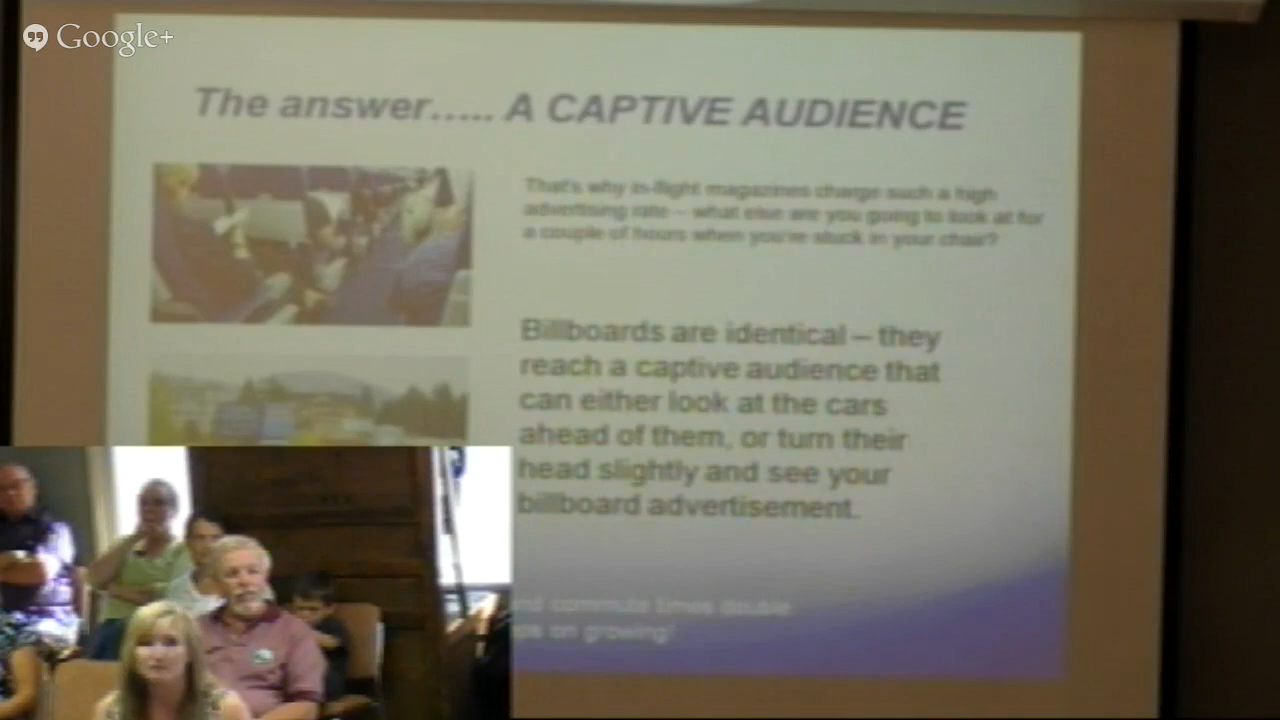 Google+
The answer..... A CAPTIVE AUDIENCE
That's why in-flight magazines charge such a high
advertising rate – what else are you going to look at for
a couple of hours when you're stuck in your chair?
Billboards are identical – they
reach a captive audience that
can either look at the cars
ahead of them, or turn their
head slightly and see your
billboard advertisement.
commute times double
on growing!